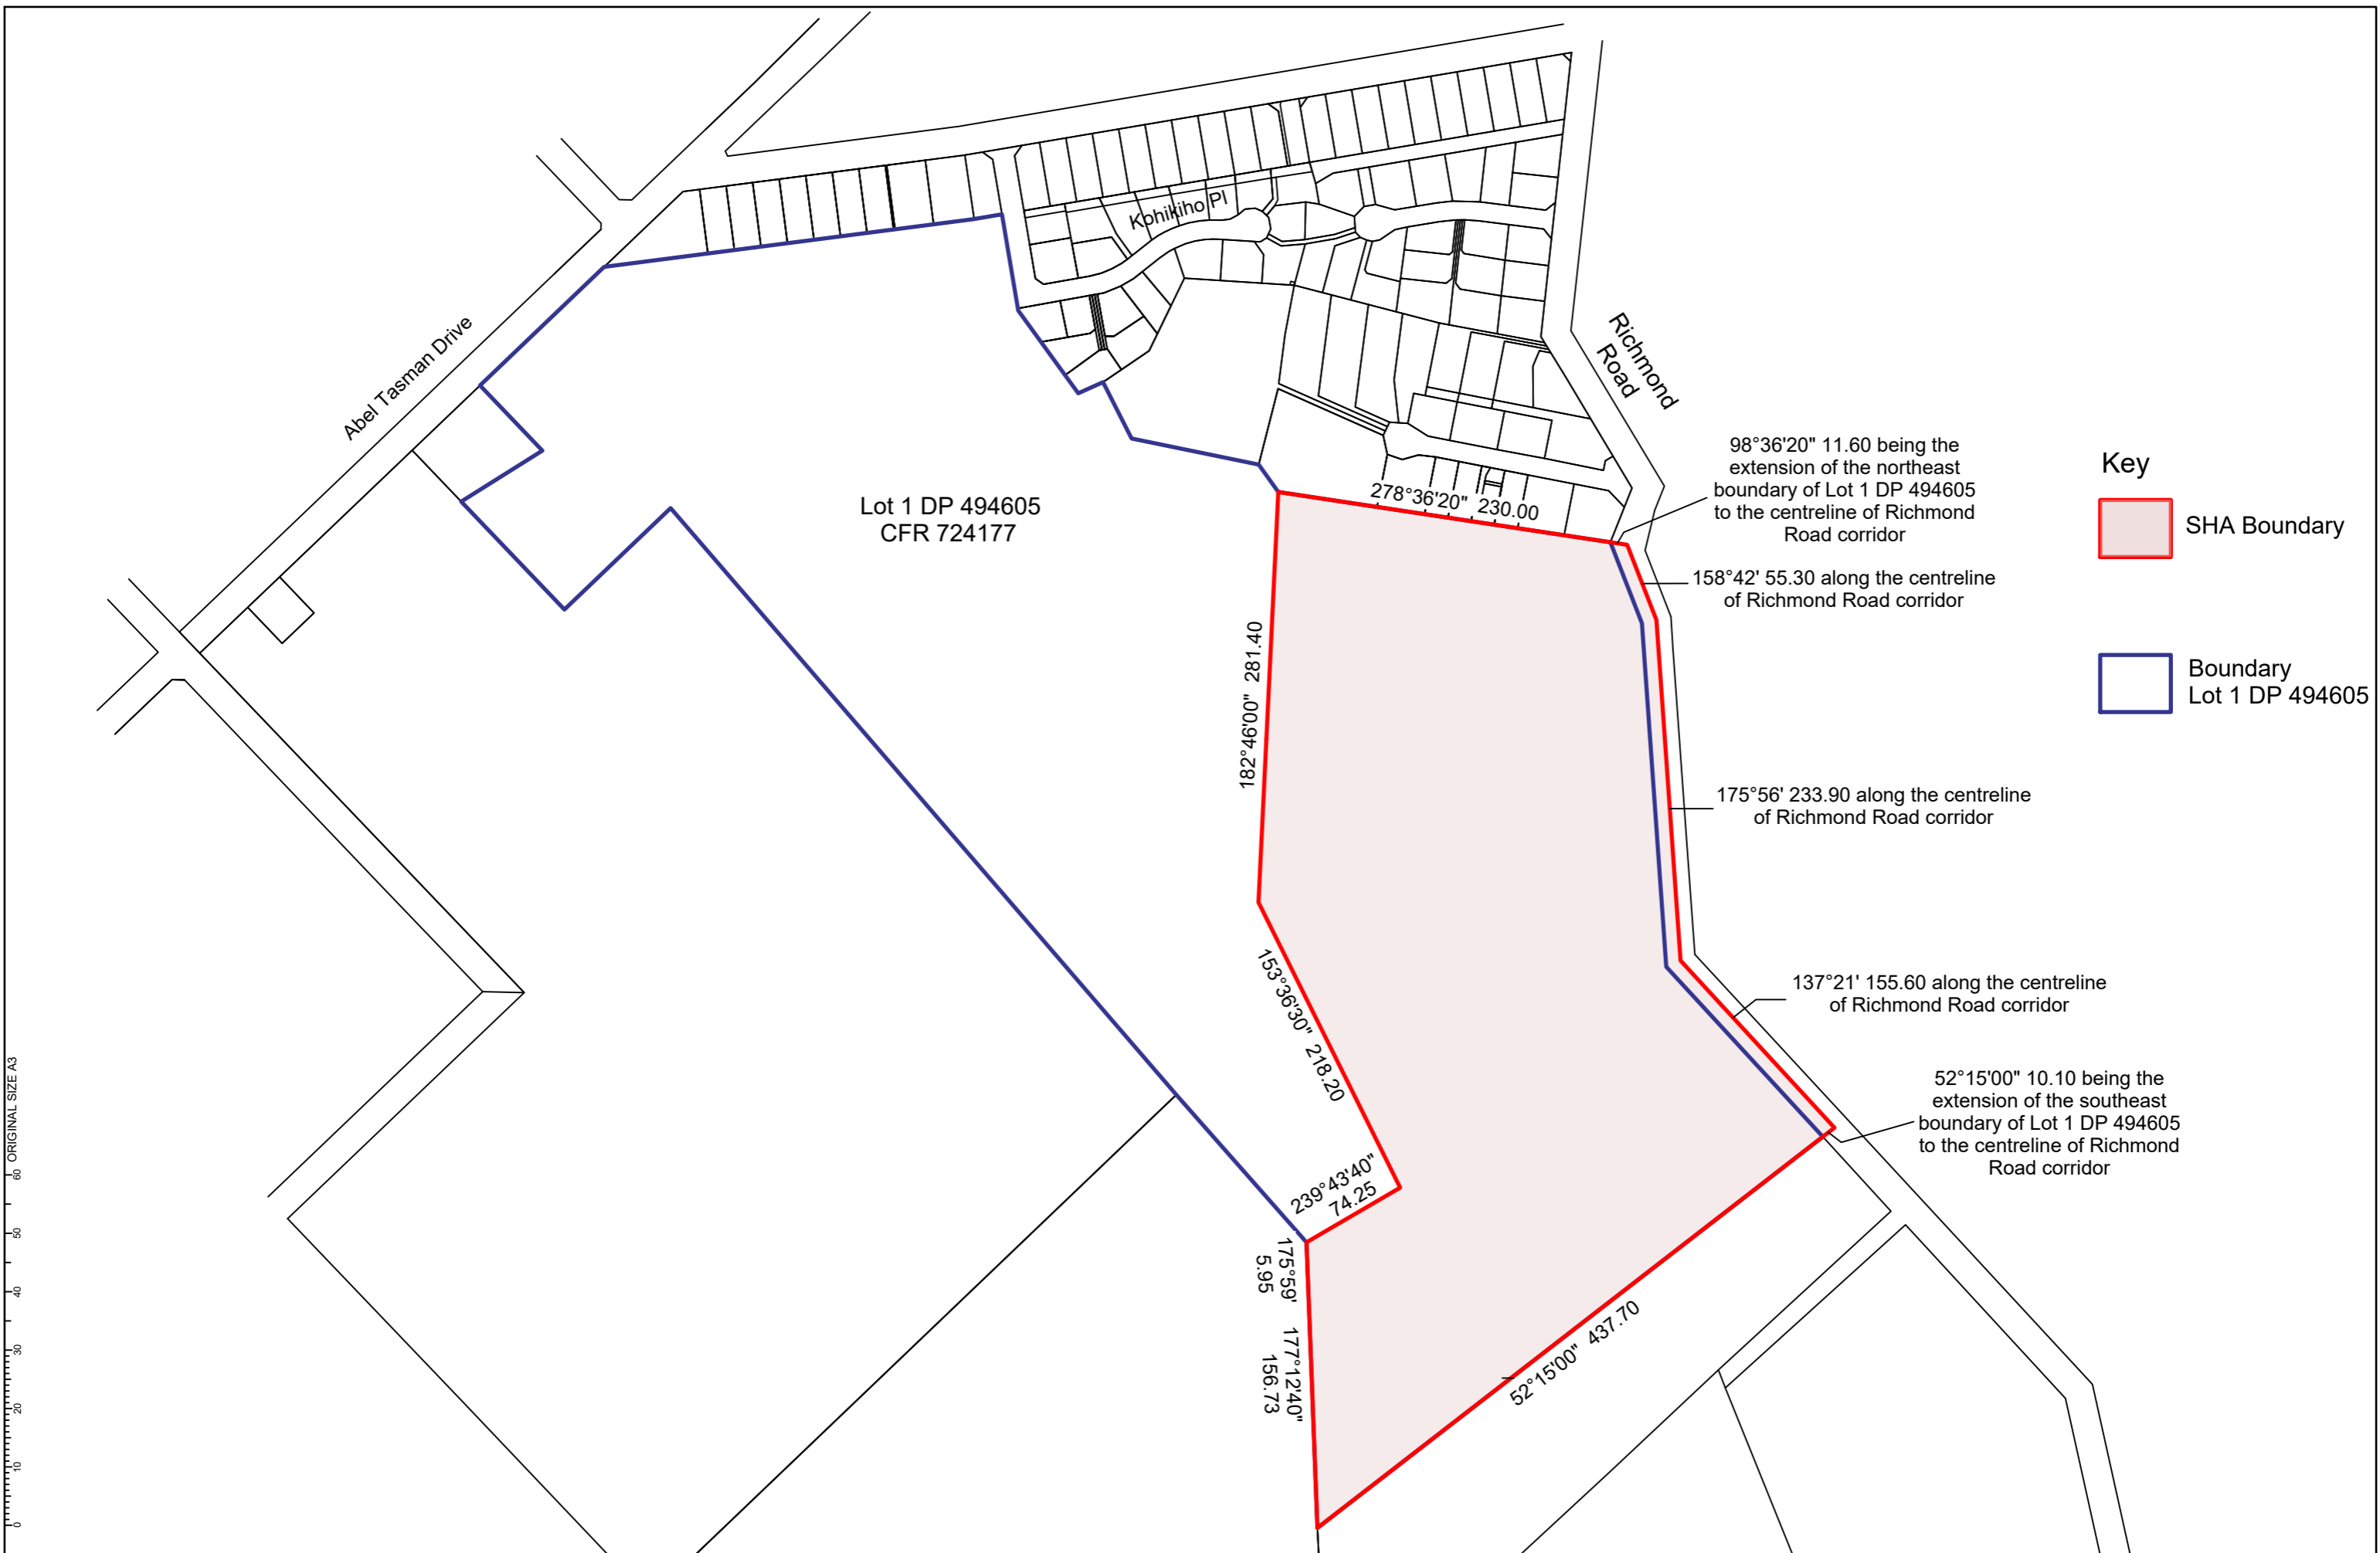 Kohikiho Pl
Abel Tasman Drive
Richmond
Road
Lot 1 DP 494605
CFR 724177
278°36'20" 230.00
98°36'20" 11.60 being the
extension of the northeast
boundary of Lot 1 DP 494605
to the centreline of Richmond
Road corridor
158°42' 55.30 along the centreline
of Richmond Road corridor
182°46'00" 281.40
175°56' 233.90 along the centreline
of Richmond Road corridor
153°36'30" 218.20
137°21' 155.60 along the centreline
of Richmond Road corridor
52°15'00" 10.10 being the
extension of the southeast
boundary of Lot 1 DP 494605
to the centreline of Richmond
Road corridor
239°43'40"
74.25
175°59'
5.95
177°12'40"
156.73
52°15'00" 437.70
Key
SHA Boundary
Boundary
Lot 1 DP 494605
ORIGINAL SIZE A3
60
50
40
30
20
10
0